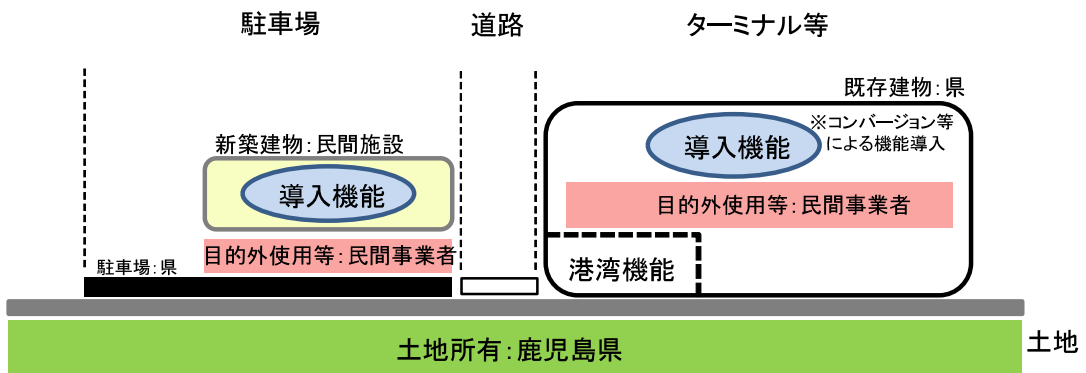 駐車場
道路
ターミナル等
既存建物：県
※コンバージョン等
による機能導入
導入機能
新築建物：民間施設
導入機能
目的外使用等：民間事業者
目的外使用等：民間事業者
駐車場：県
港湾機能
土地所有：鹿児島県
土地